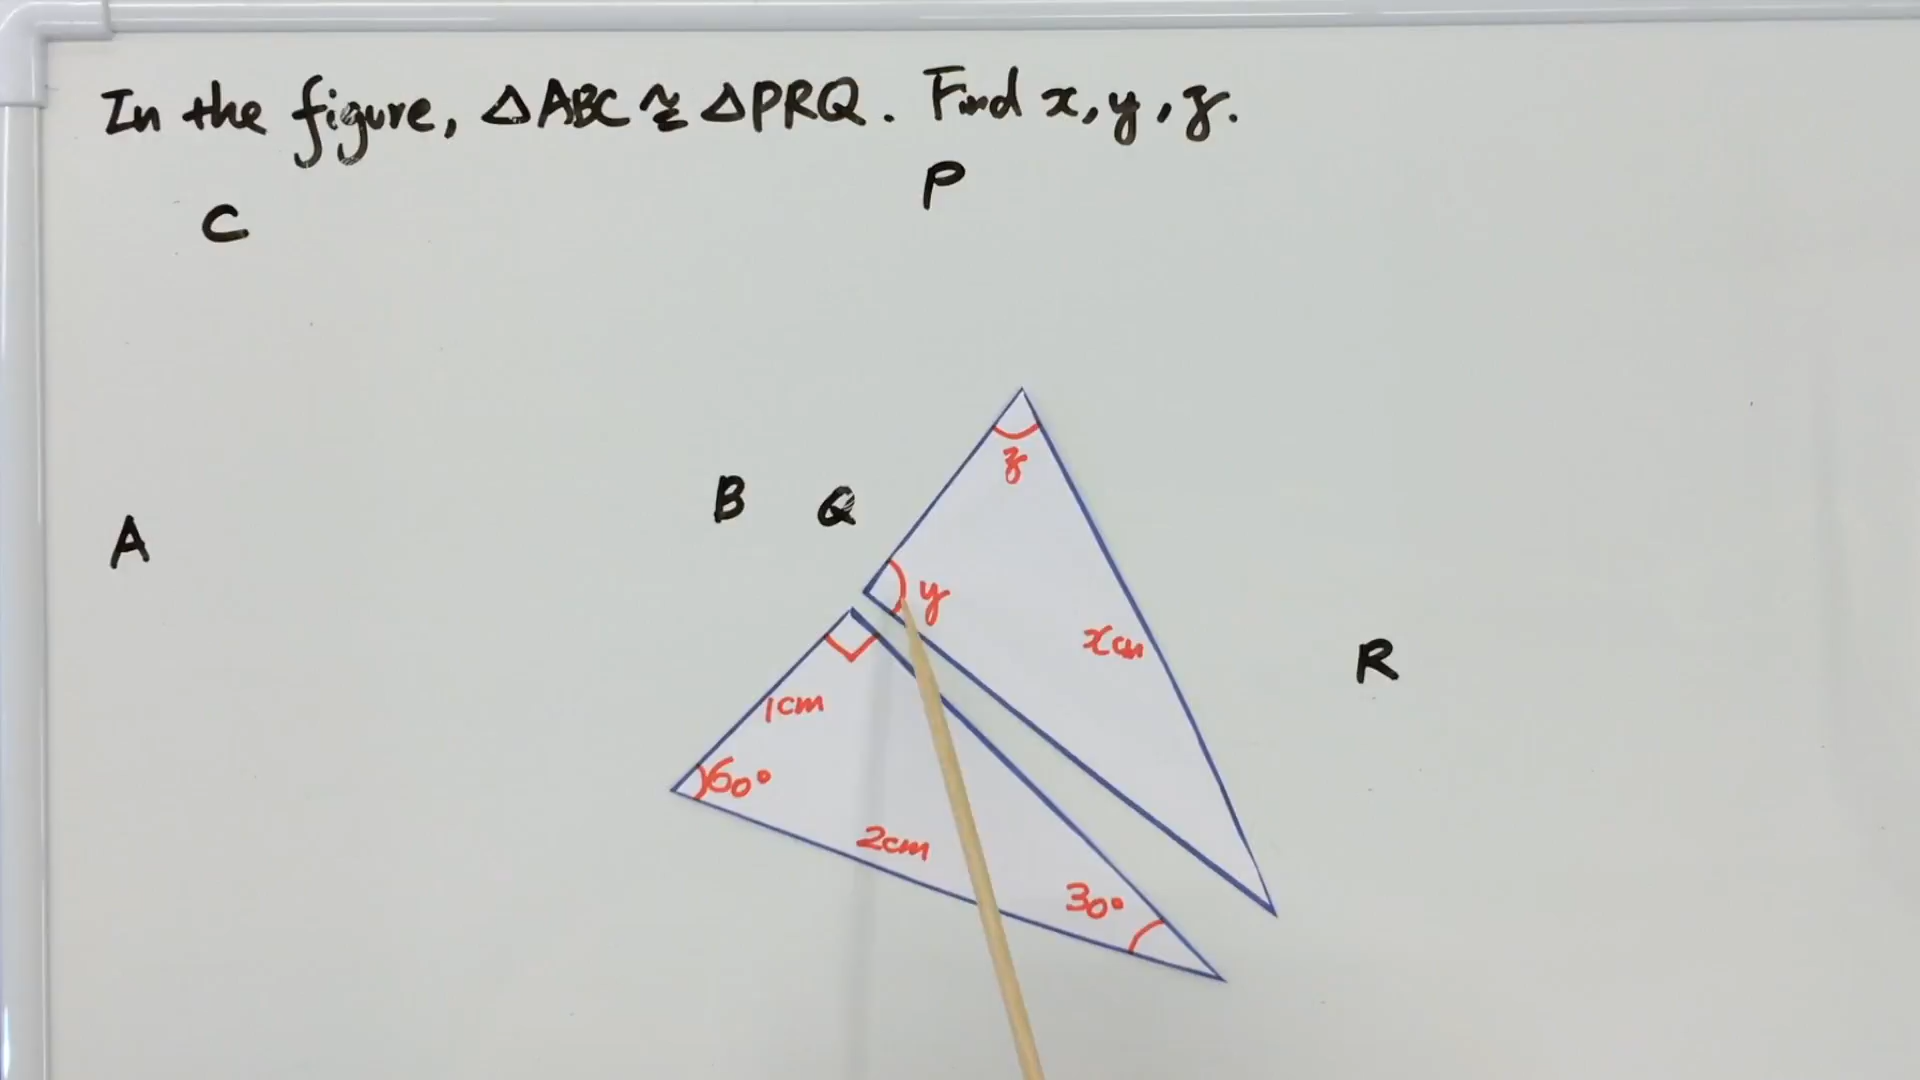 In the figure, △ABC ≅ △PRQ. Find x, y, z.
P
C
z
B Q
A
y
x cm
R
1cm
60°
2cm
30°